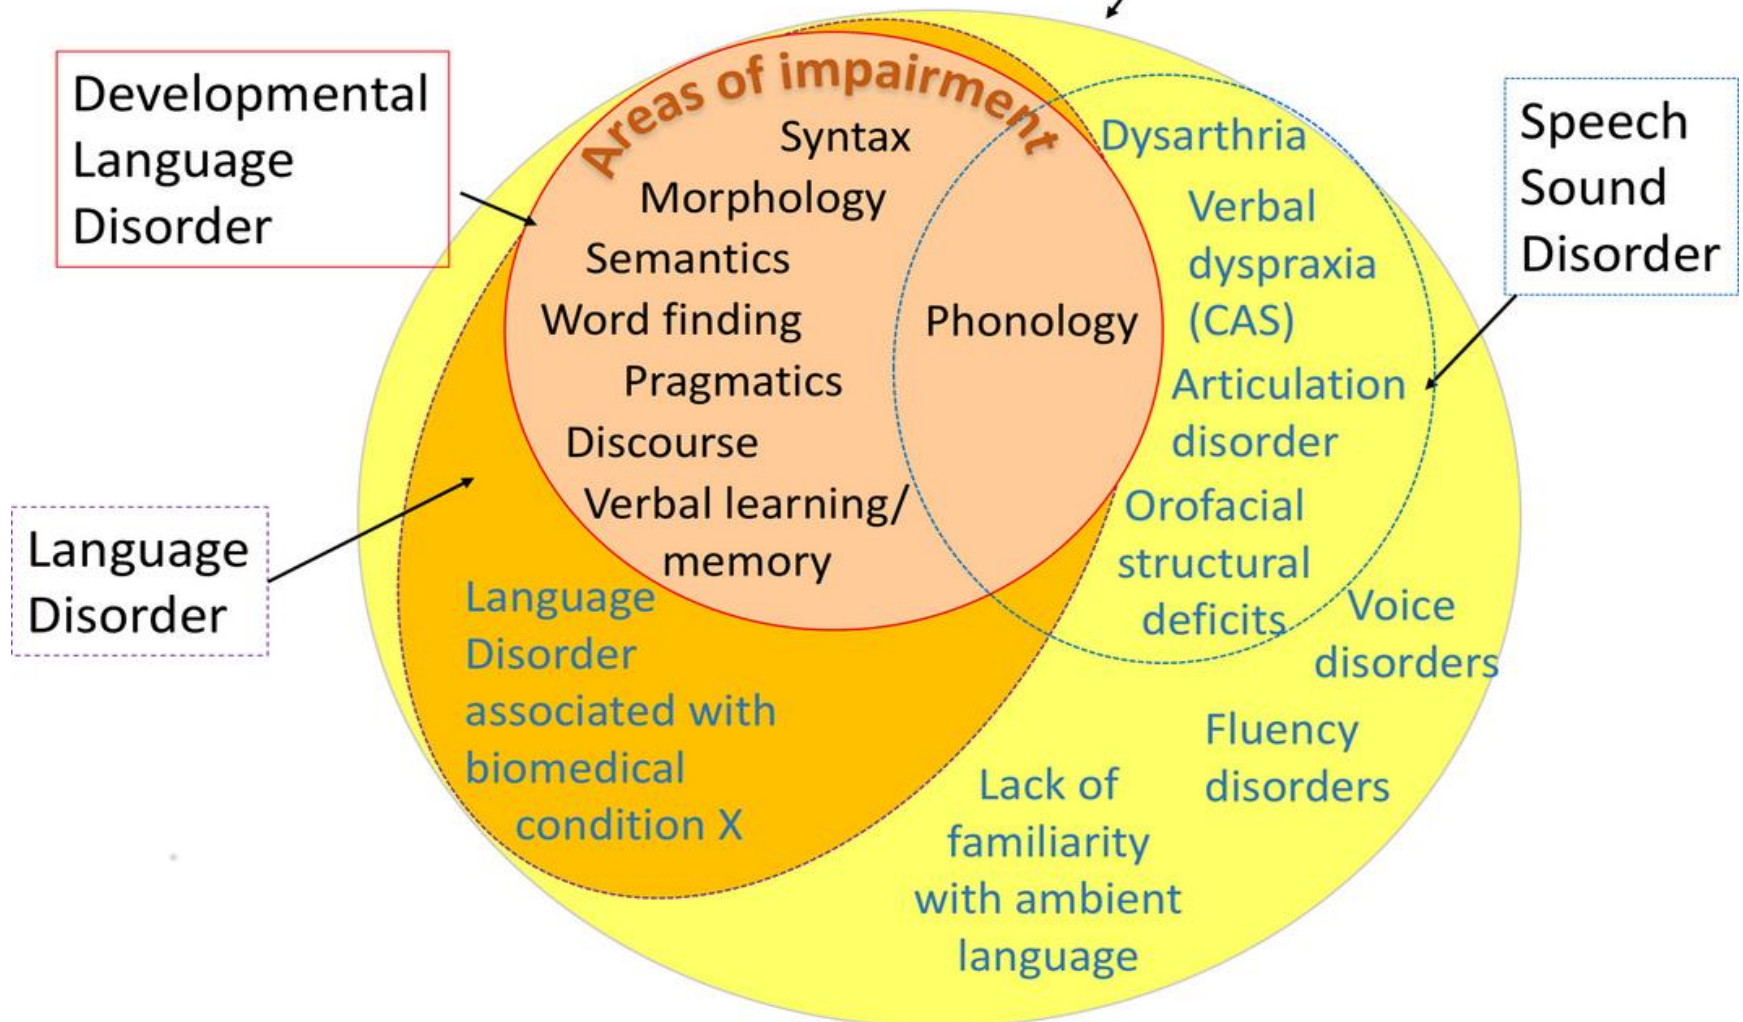 Developmental
Language
Disorder
Areas of impairment
Syntax
Morphology
Semantics
Word finding
Pragmatics
Discourse
Verbal learning/
memory
Phonology
Dysarthria
Verbal
dyspraxia
(CAS)
Articulation
disorder
Orofacial
structural
deficits
Speech
Sound
Disorder
Language
Disorder
Language
Disorder
associated with
biomedical
condition X
Voice
disorders
Fluency
disorders
Lack of
familiarity
with ambient
language